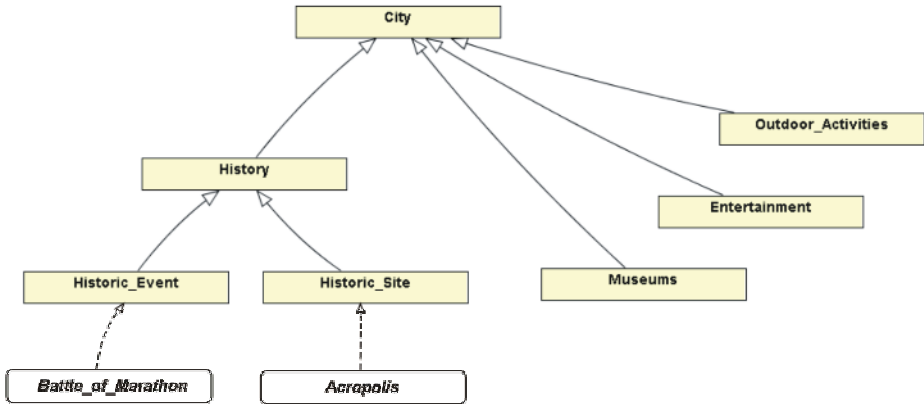 City
Outdoor_Activities
History
Entertainment
Historic_Event
Historic_Site
Museums
Battle_of_Marathon
Acropolis